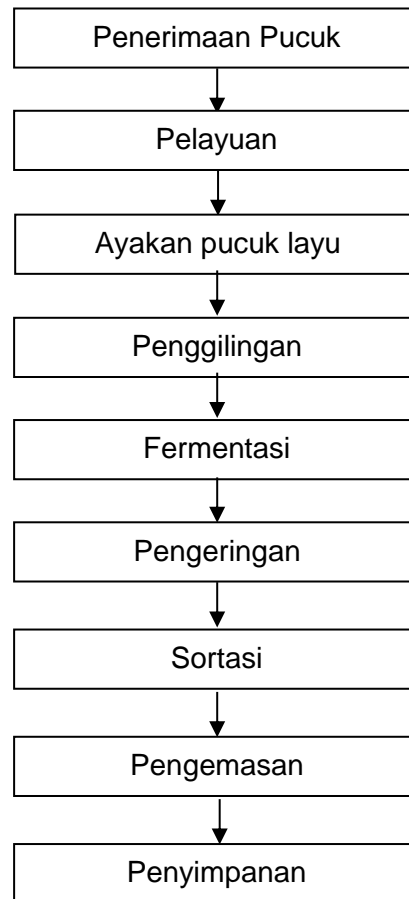 Penerimaan Pucuk
Pelayuan
Ayakan pucuk layu
Penggilingan
Fermentasi
Pengeringan
Sortasi
Pengemasan
Penyimpanan